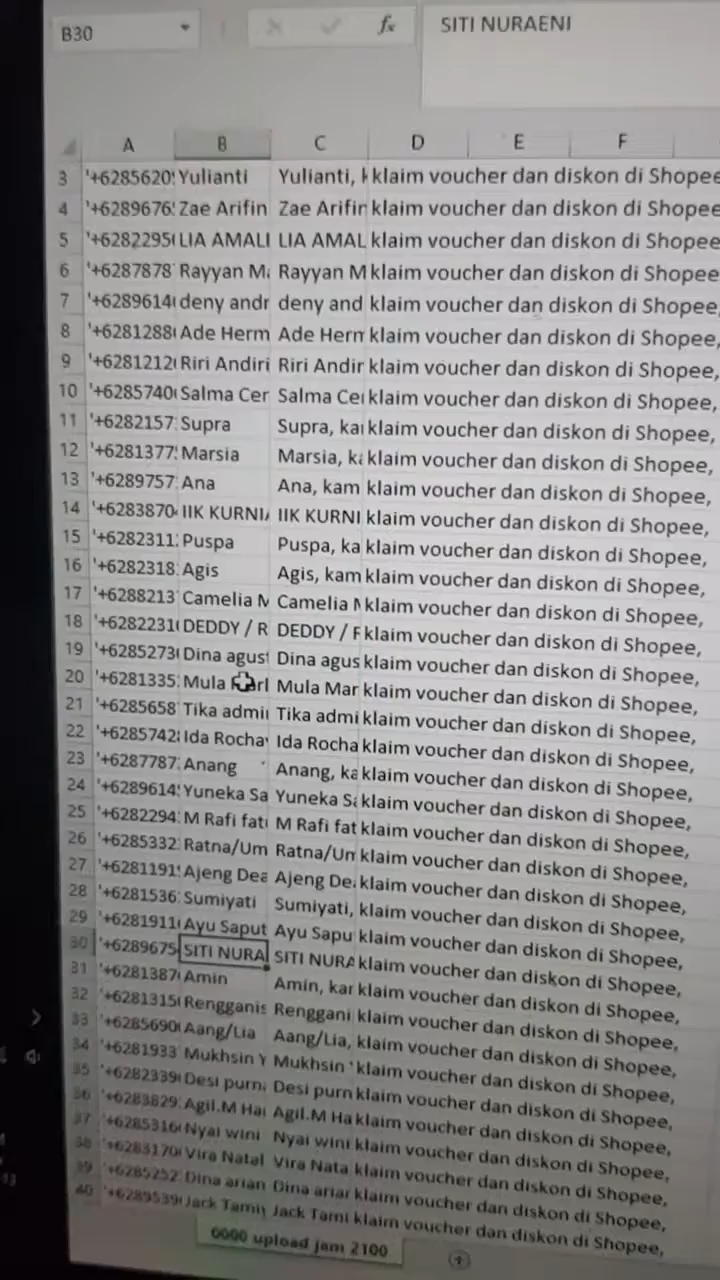 B30 fx SITI NURAENI
A B C D E F
3 '+6285620 Yulianti Yulianti, klaim voucher dan diskon di Shopee
4 '+6289676 Zae Arifin Zae Arifin klaim voucher dan diskon di Shopee
5 '+6282295 LIA AMALI LIA AMAL klaim voucher dan diskon di Shopee
6 '+6287878 Rayyan M Rayyan M klaim voucher dan diskon di Shopee
7 '+6289614 deny andr deny and klaim voucher dan diskon di Shopee,
8 '+6281288 Ade Herm Ade Herm klaim voucher dan diskon di Shopee,
9 '+6281212 Riri Andiri Riri Andir klaim voucher dan diskon di Shopee,
10 '+6285740 Salma Cer Salma Cer klaim voucher dan diskon di Shopee,
11 '+6282157 Supra Supra, kai klaim voucher dan diskon di Shopee,
12 '+6281377 Marsia Marsia, ka klaim voucher dan diskon di Shopee,
13 '+6289757 Ana Ana, kam klaim voucher dan diskon di Shopee,
14 '+6283870 IIK KURNIA IIK KURNI klaim voucher dan diskon di Shopee,
15 '+6282311 Puspa Puspa, ka klaim voucher dan diskon di Shopee,
16 '+6282318 Agis Agis, kam klaim voucher dan diskon di Shopee,
17 '+6288213 Camelia M Camelia M klaim voucher dan diskon di Shopee,
18 '+6282231 DEDDY / R DEDDY / R klaim voucher dan diskon di Shopee,
19 '+6285273 Dina agust Dina agus klaim voucher dan diskon di Shopee,
20 '+6281335 Mula Mula Mar klaim voucher dan diskon di Shopee,
21 '+6285658 Tika admi Tika admi klaim voucher dan diskon di Shopee,
22 '+6285742 Ida Rocha Ida Rocha klaim voucher dan diskon di Shopee,
23 '+6287787 Anang Anang, ka klaim voucher dan diskon di Shopee,
24 '+6289614 Yuneka Sa Yuneka Sa klaim voucher dan diskon di Shopee,
25 '+6282294 M Rafi fat M Rafi fat klaim voucher dan diskon di Shopee,
26 '+6285332 Ratna/Um Ratna/Um klaim voucher dan diskon di Shopee,
27 '+6281191 Ajeng Dea Ajeng Dea klaim voucher dan diskon di Shopee,
28 '+6281536 Sumiyati Sumiyati, klaim voucher dan diskon di Shopee,
29 '+6281911 Ayu Saput Ayu Sapu klaim voucher dan diskon di Shopee,
30 '+6289675 SITI NURA SITI NURA klaim voucher dan diskon di Shopee,
31 '+6281387 Amin Amin, kar klaim voucher dan diskon di Shopee,
32 '+6281315 Rengganis Renggani klaim voucher dan diskon di Shopee,
33 '+6285690 Aang/Lia Aang/Lia, klaim voucher dan diskon di Shopee,
34 '+6281933 Mukhsin Y Mukhsin klaim voucher dan diskon di Shopee,
35 '+6282339 Desi purn Desi purn klaim voucher dan diskon di Shopee,
36 '+6283829 Agil.M Ha Agil.M Ha klaim voucher dan diskon di Shopee,
37 '+6285316 Nyai wini Nyai wini klaim voucher dan diskon di Shopee,
38 '+6283170 Vira Natal Vira Nata klaim voucher dan diskon di Shopee,
39 '+6285252 Dina arian Dina arian klaim voucher dan diskon di Shopee,
40 '+6289539 Jack Tami Jack Tami klaim voucher dan diskon di Shopee,
6000 upload jam 2100